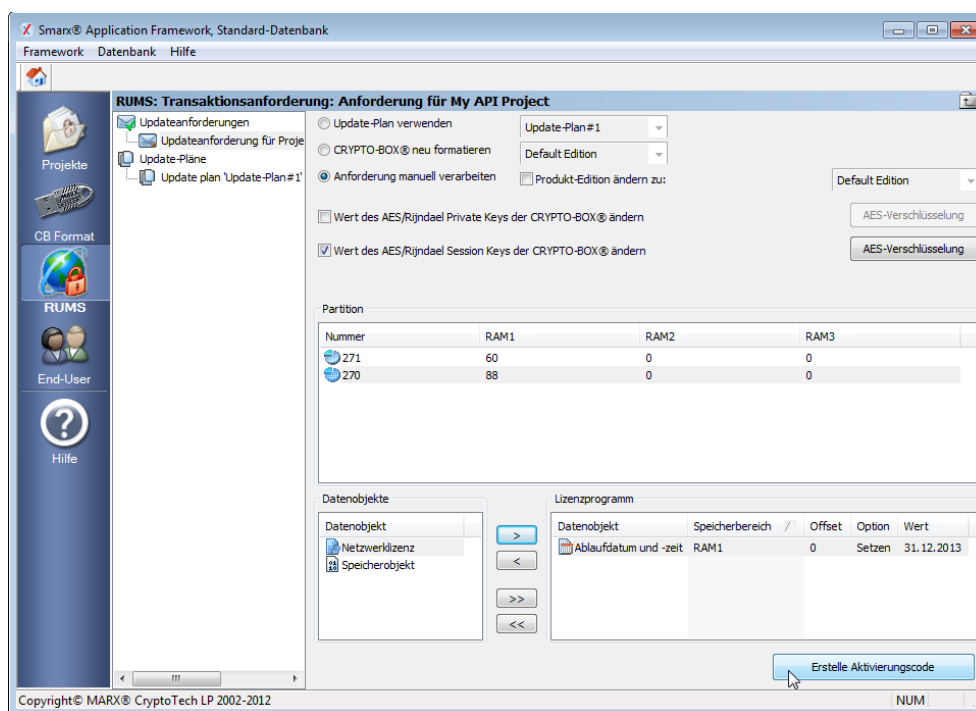 Smarx® Application Framework, Standard-Datenbank
Framework Datenbank Hilfe
RUMS: Transaktionsanforderung: Anforderung für My API Project
Projekte
CB Format
RUMS
End-User
Hilfe
Updateanforderungen
Updateanforderung für Proje
Update-Pläne
Update plan 'Update-Plan#1'
Update-Plan verwenden Update-Plan#1
CRYPTO-BOX® neu formatieren Default Edition
Anforderung manuell verarbeiten Produkt-Edition ändern zu: Default Edition
Wert des AES/Rijndael Private Keys der CRYPTO-BOX® ändern AES-Verschlüsselung
Wert des AES/Rijndael Session Keys der CRYPTO-BOX® ändern AES-Verschlüsselung
Partition
Nummer RAM1 RAM2 RAM3
271 60 0 0
270 88 0 0
Datenobjekte
Datenobjekt
Netzwerklizenz
Speicherobjekt
>
<
>>
<<
Lizenzprogramm
Datenobjekt Speicherbereich Offset Option Wert
Ablaufdatum und -zeit RAM1 0 Setzen 31.12.2013
Erstelle Aktivierungscode
Copyright© MARX® CryptoTech LP 2002-2012 NUM